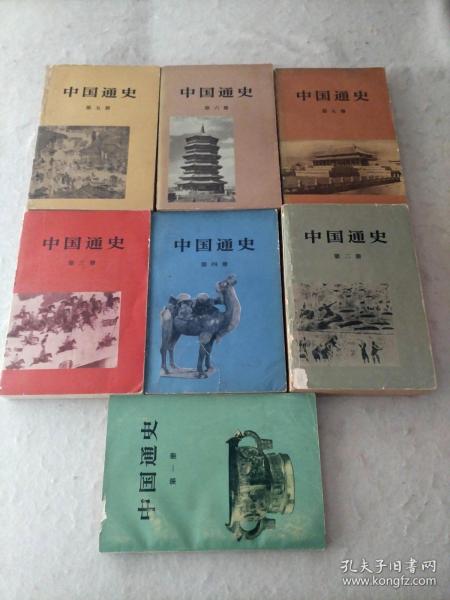 中国通史
第五册
中国通史
第六册
中国通史
第七册
中国通史
第三册
中国通史
第四册
中国通史
第二册
中国通史
第一册
孔夫子旧书网
www.kongfz.com